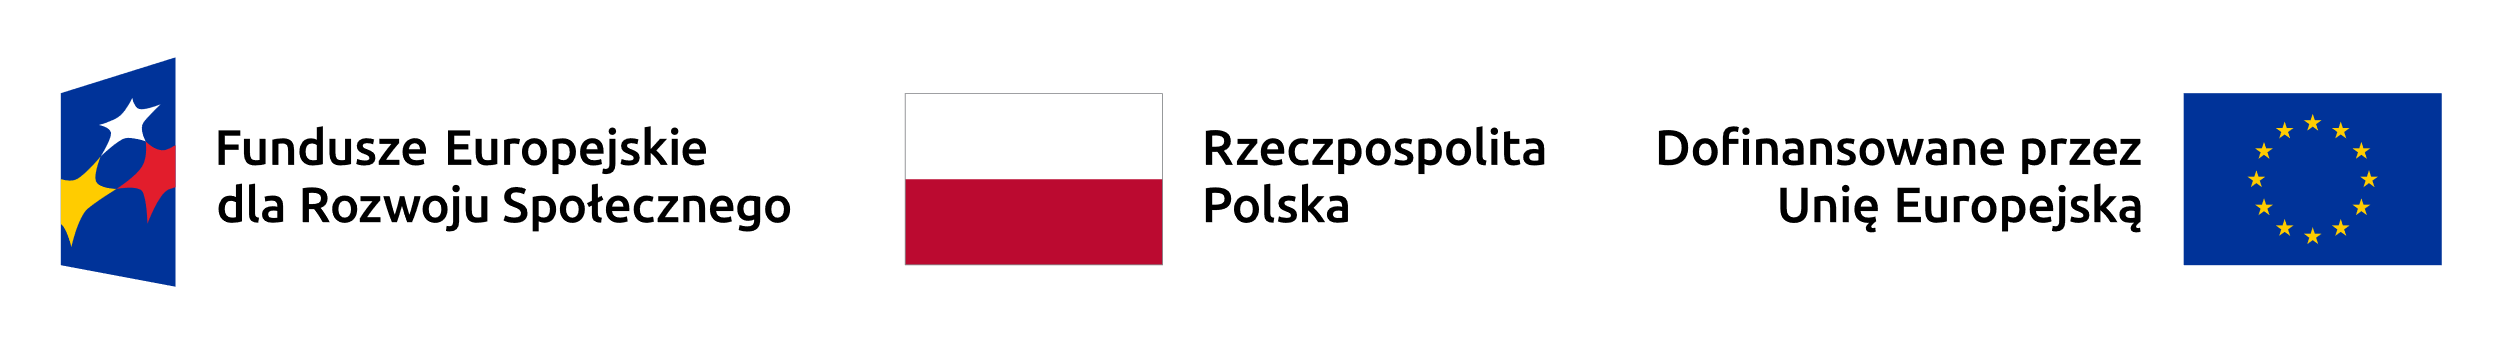 Fundusze Europejskie
dla Rozwoju Społecznego
Rzeczpospolita
Polska
Dofinansowane przez
Unię Europejską